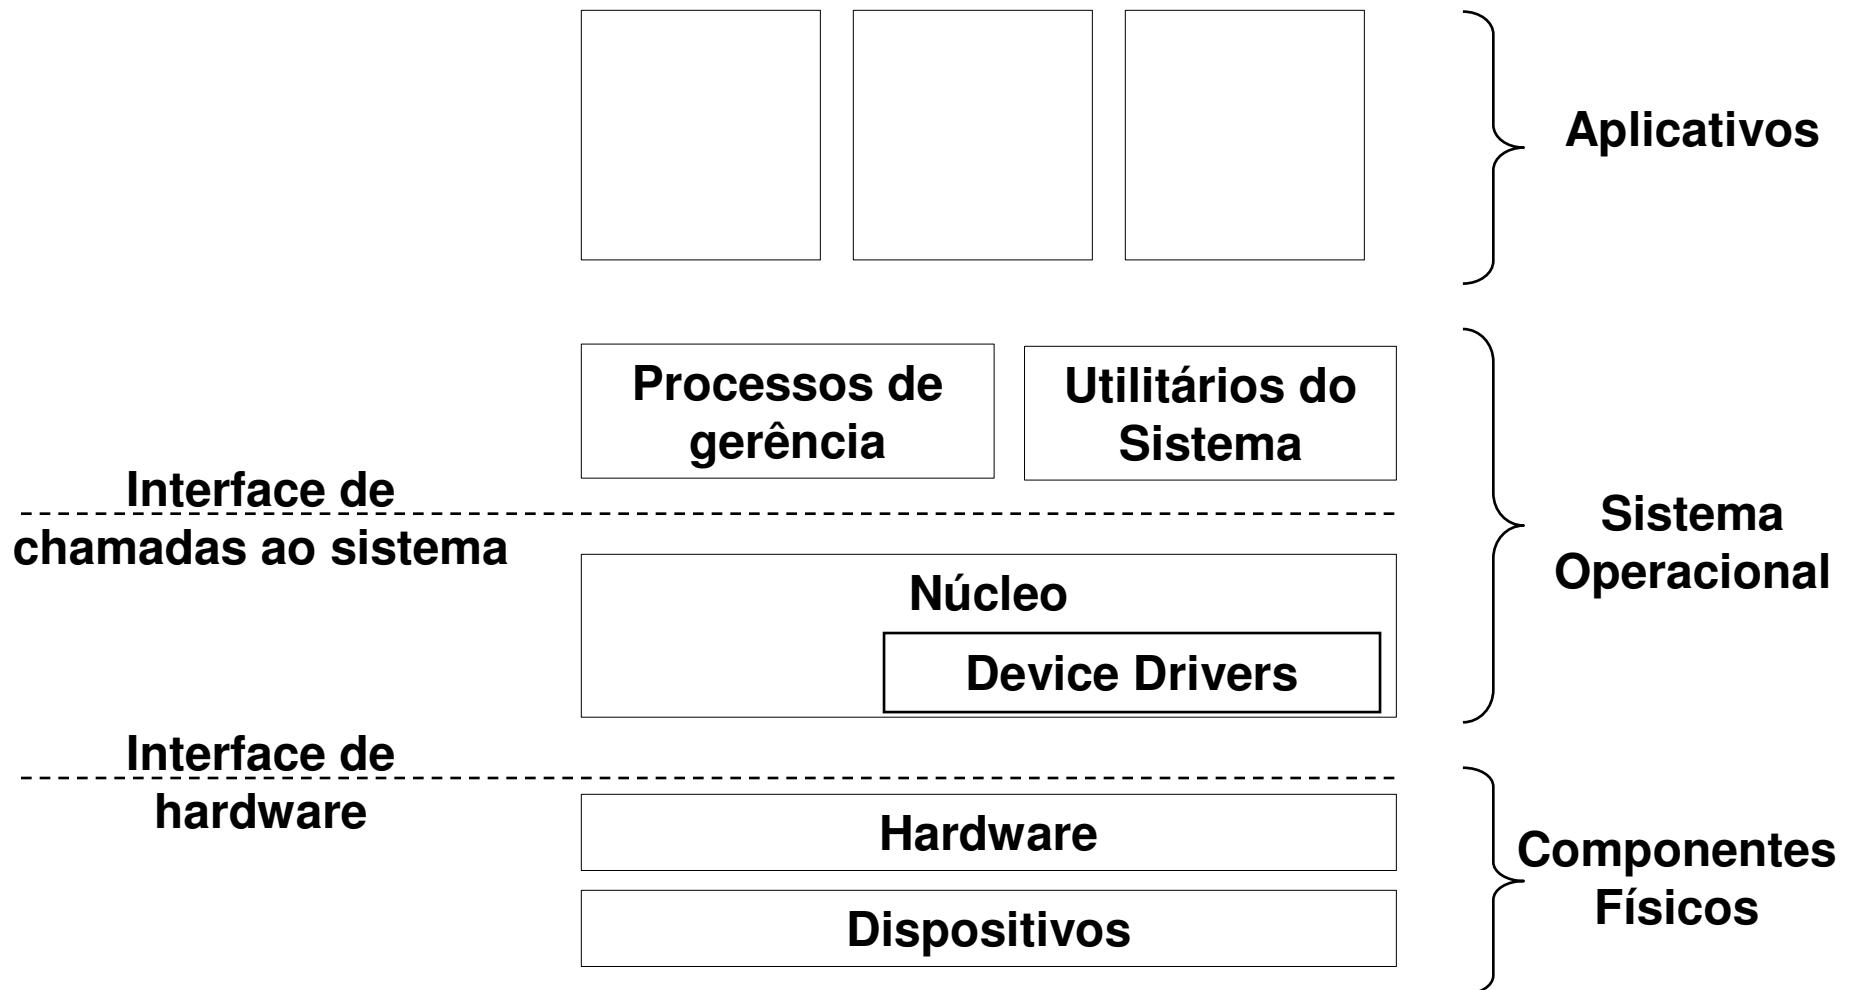 Aplicativos
Processos de
gerência
Utilitários do
Sistema
Interface de
chamadas ao sistema
Sistema
Operacional
Núcleo
Device Drivers
Interface de
hardware
Hardware
Componentes
Físicos
Dispositivos